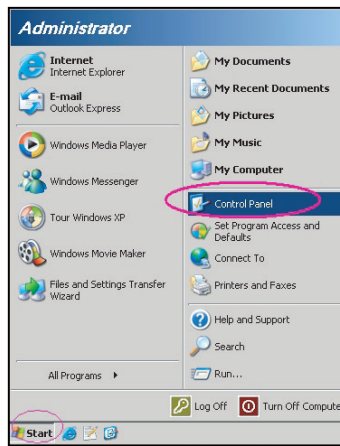 Administrator
Internet
Internet Explorer
E-mail
Outlook Express
Windows Media Player
Windows Messenger
Tour Windows XP
Windows Movie Maker
Files and Settings Transfer
Wizard
All Programs
My Documents
My Recent Documents
My Pictures
My Music
My Computer
Control Panel
Set Program Access and
Defaults
Connect To
Printers and Faxes
Help and Support
Search
Run...
Log Off
Turn Off Compute
Start